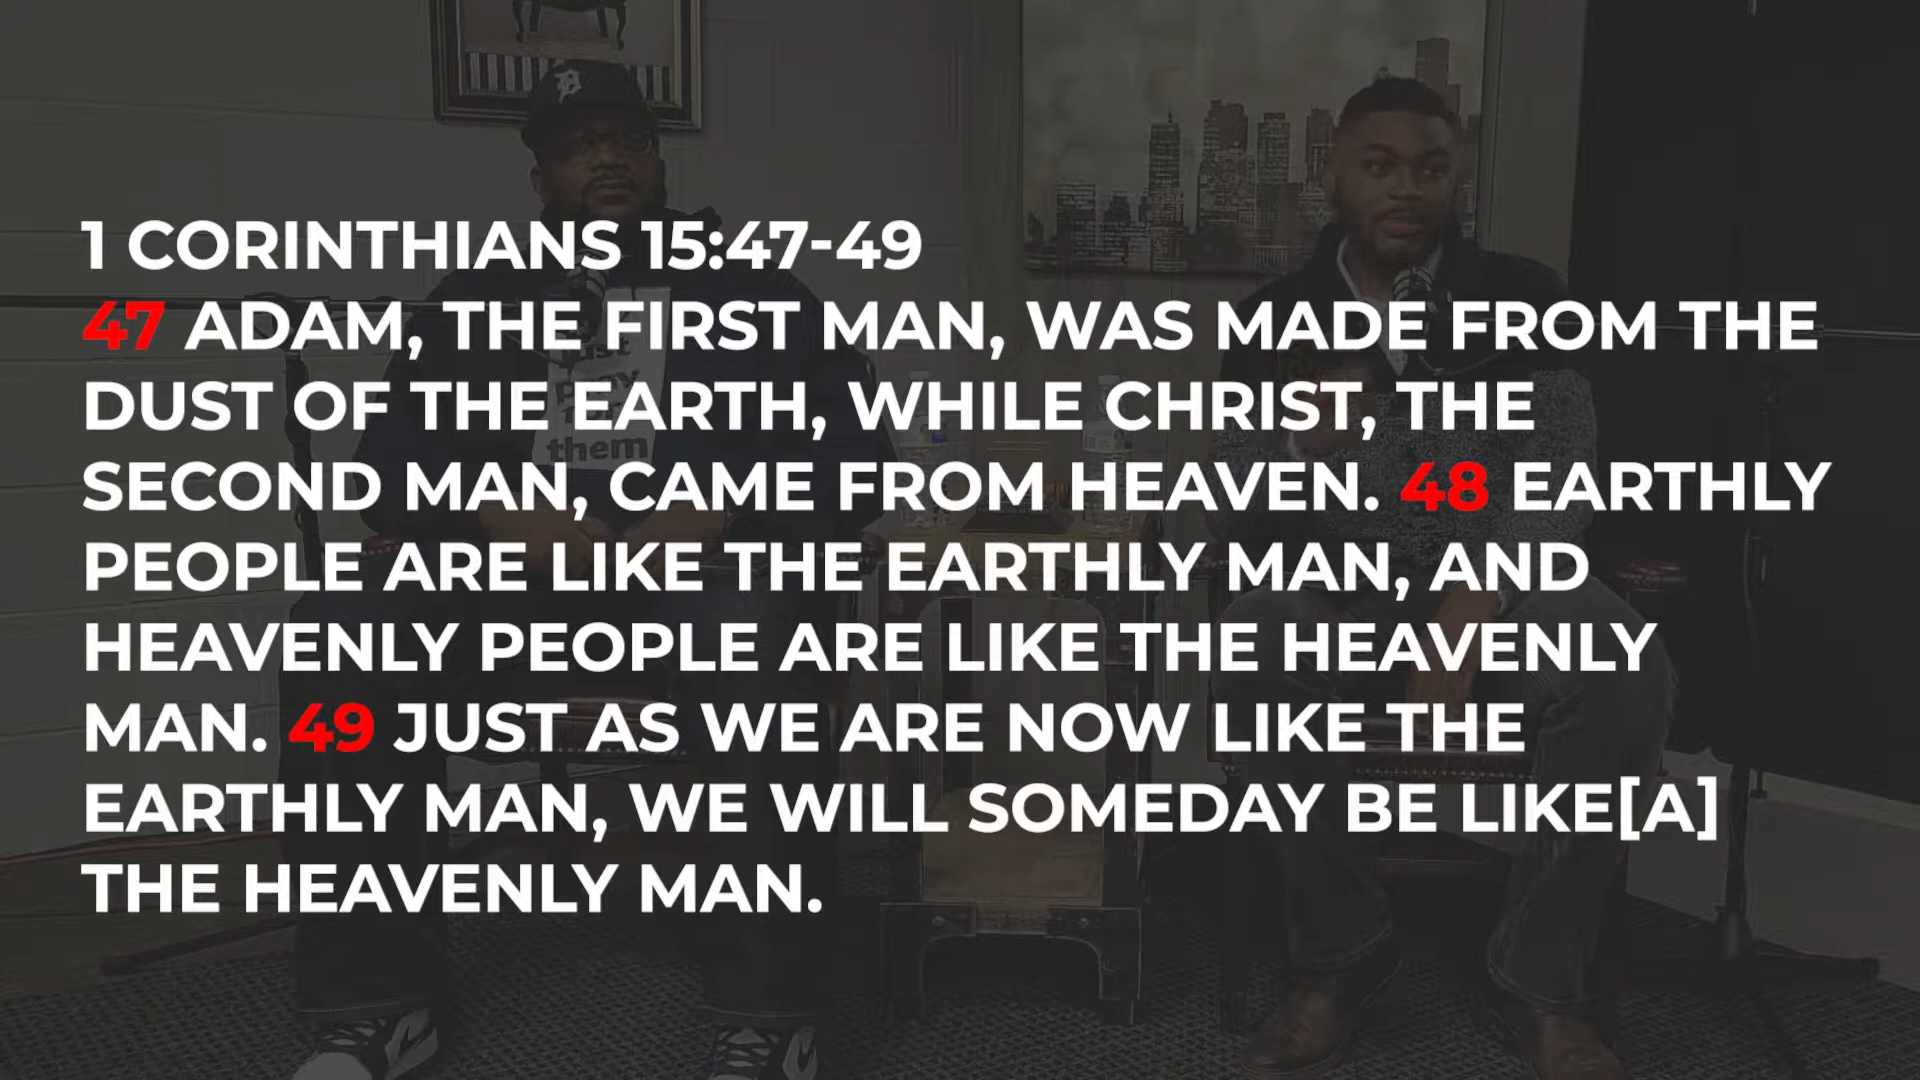 1 CORINTHIANS 15:47-49
47 ADAM, THE FIRST MAN, WAS MADE FROM THE
DUST OF THE EARTH, WHILE CHRIST, THE
SECOND MAN, CAME FROM HEAVEN. 48 EARTHLY
PEOPLE ARE LIKE THE EARTHLY MAN, AND
HEAVENLY PEOPLE ARE LIKE THE HEAVENLY
MAN. 49 JUST AS WE ARE NOW LIKE THE
EARTHLY MAN, WE WILL SOMEDAY BE LIKE[A]
THE HEAVENLY MAN.
them